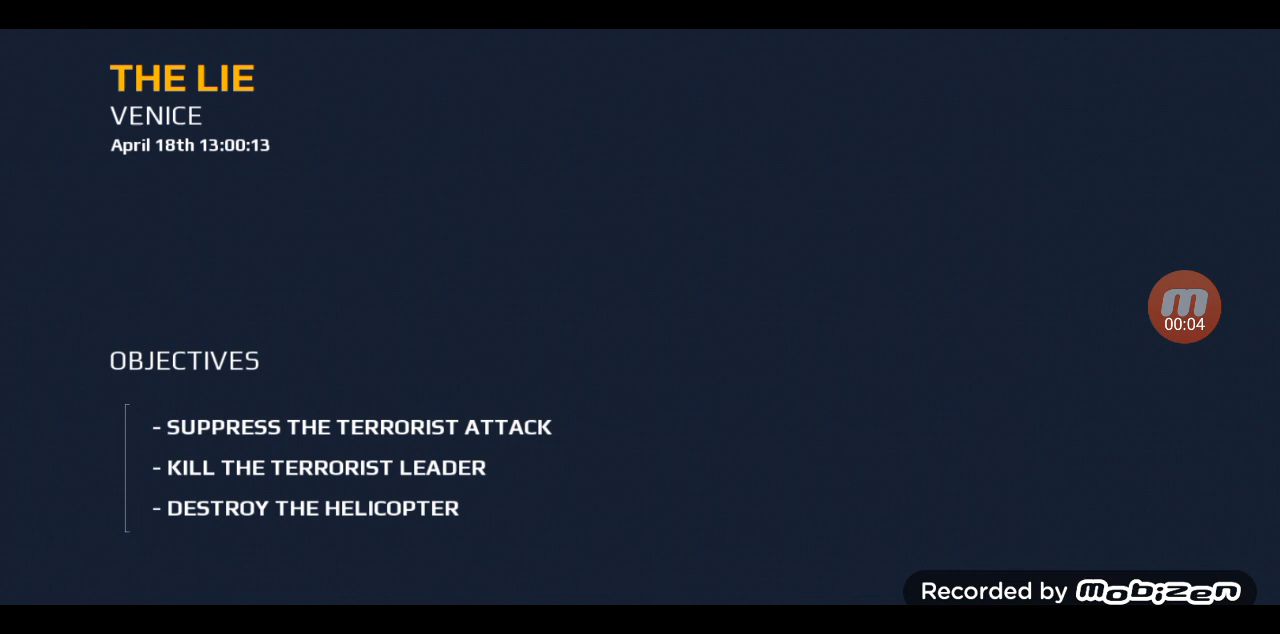 THE LIE
VENICE
April 18th 13:00:13
m
00:04
OBJECTIVES
- SUPPRESS THE TERRORIST ATTACK
- KILL THE TERRORIST LEADER
- DESTROY THE HELICOPTER
Recorded by mobizen